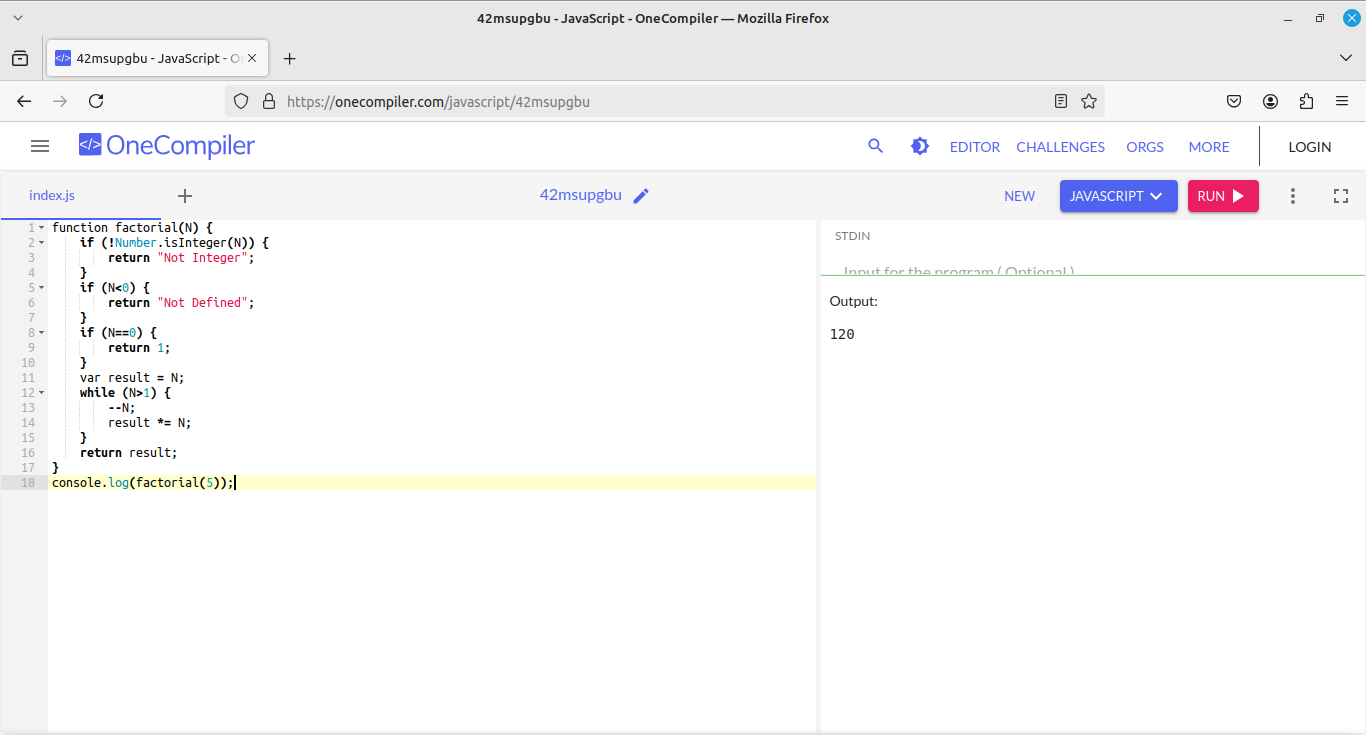 42msupgbu - JavaScript - OneCompiler — Mozilla Firefox
</> 42msupgbu - JavaScript - O
https://onecompiler.com/javascript/42msupgbu
</> OneCompiler EDITOR CHALLENGES ORGS MORE LOGIN
index.js 42msupgbu NEW JAVASCRIPT RUN
1 function factorial(N) {
2     if (!Number.isInteger(N)) {
3         return "Not Integer";
4     }
5     if (N<0) {
6         return "Not Defined";
7     }
8     if (N==0) {
9         return 1;
10     }
11     var result = N;
12     while (N>1) {
13         --N;
14         result *= N;
15     }
16     return result;
17 }
18 console.log(factorial(5));
STDIN
Input for the program ( Optional )
Output:
120